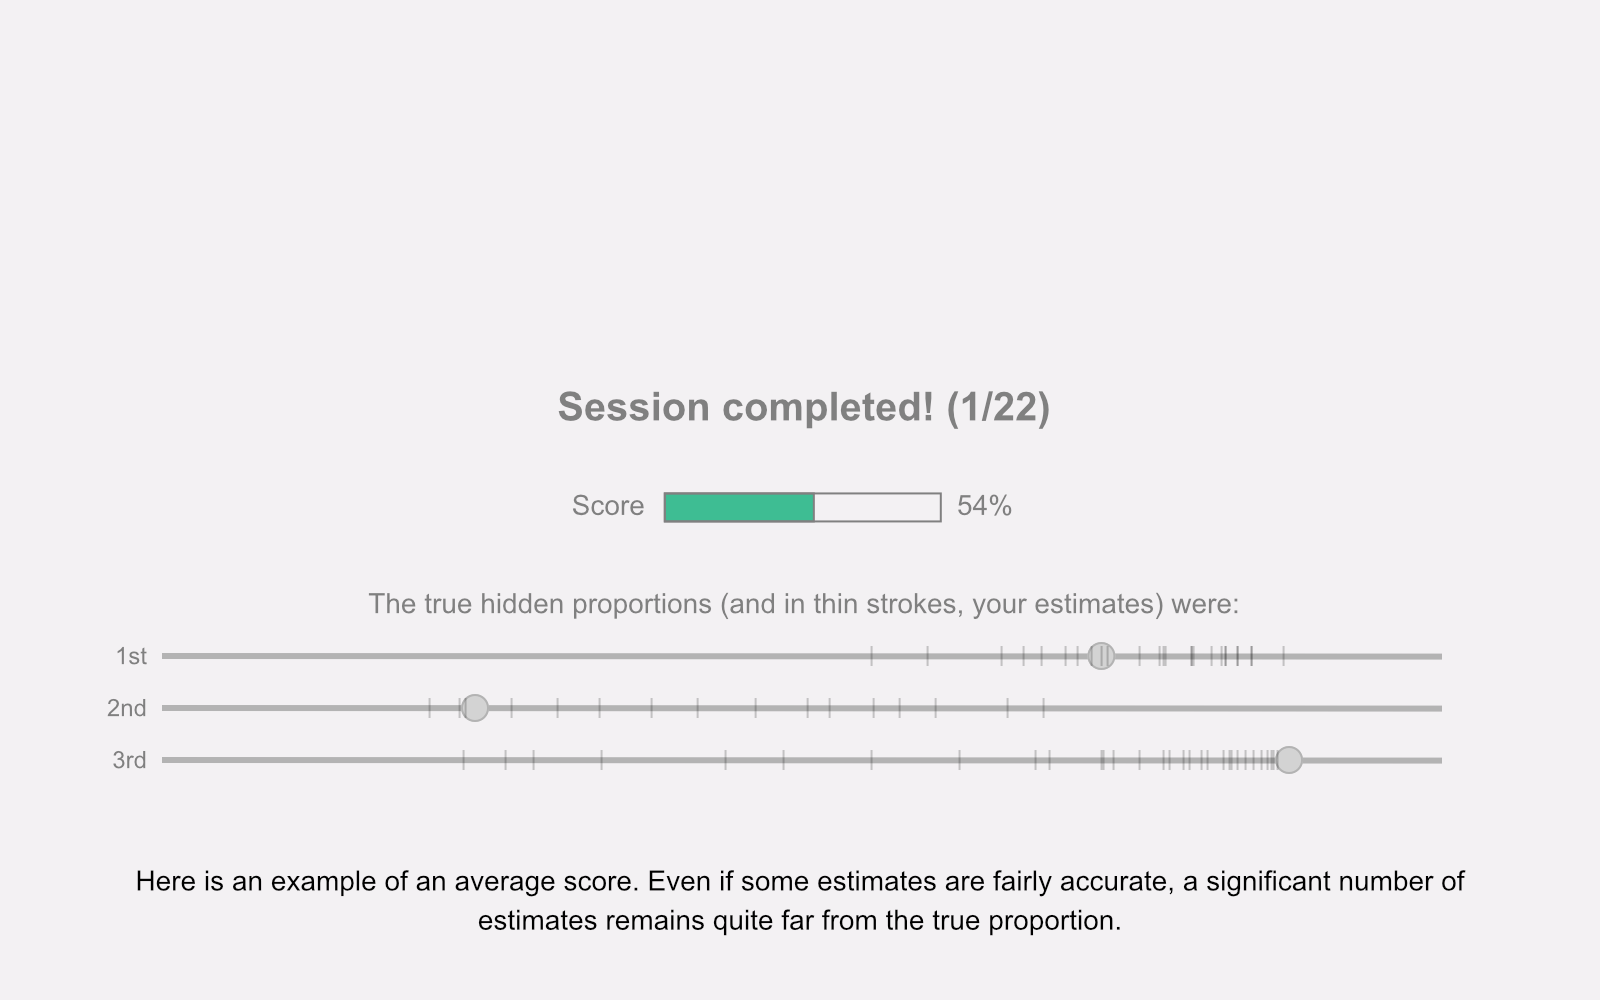 Session completed! (1/22)
Score 54%
The true hidden proportions (and in thin strokes, your estimates) were:
1st
2nd
3rd
Here is an example of an average score. Even if some estimates are fairly accurate, a significant number of
estimates remains quite far from the true proportion.